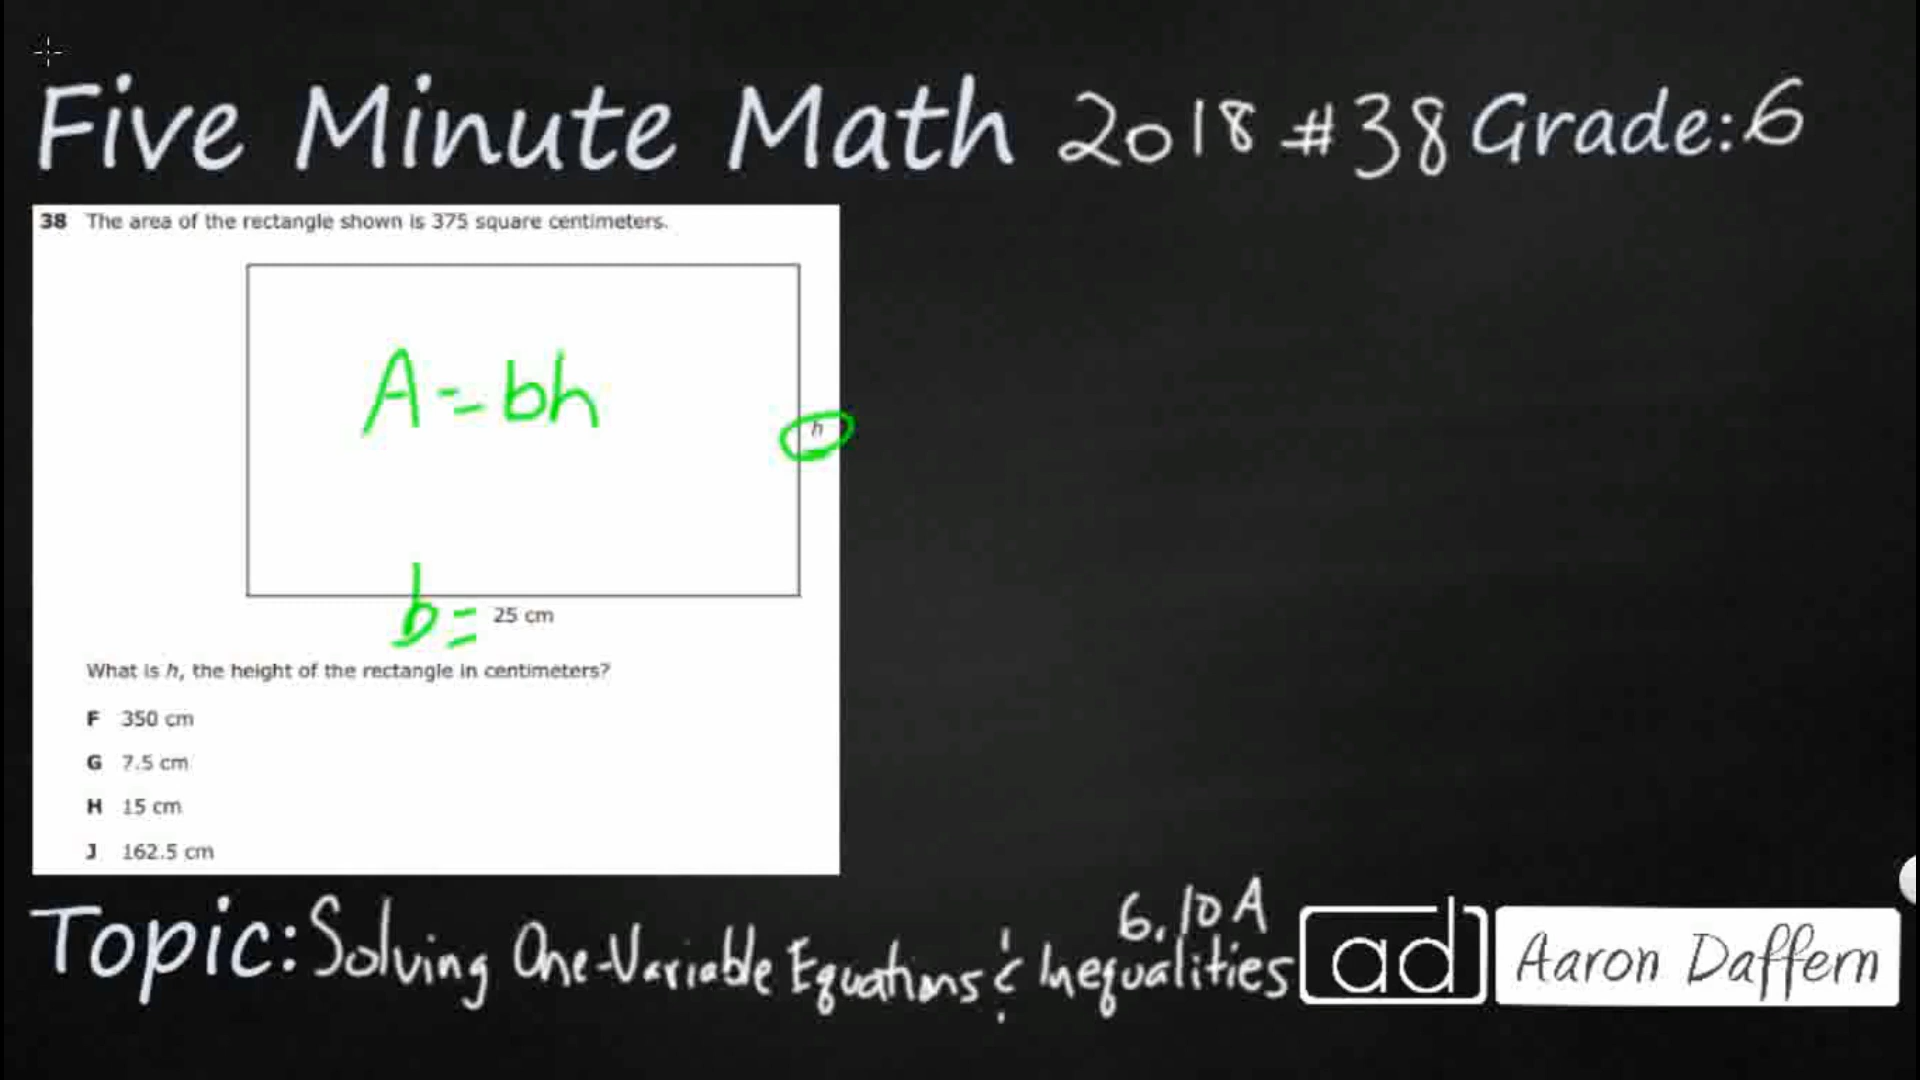 Five Minute Math 2018 #38 Grade: 6
38 The area of the rectangle shown is 375 square centimeters.
A = bh
h
b = 25 cm
What is h, the height of the rectangle in centimeters?
F 350 cm
G 7.5 cm
H 15 cm
J 162.5 cm
6.10A
Topic: Solving One-Variable Equations & Inequalities
ad Aaron Daffern